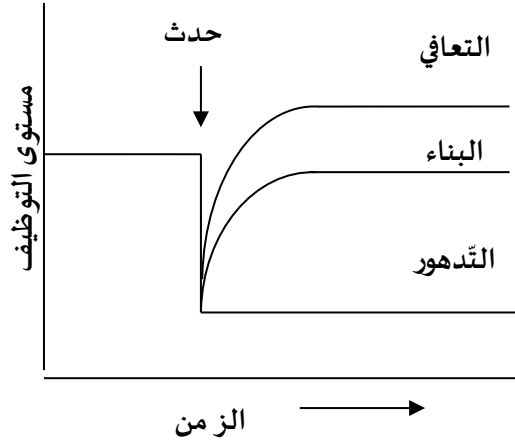 حدث
التعافي
البناء
التّدهور
مستوى التوظيف
الزمن